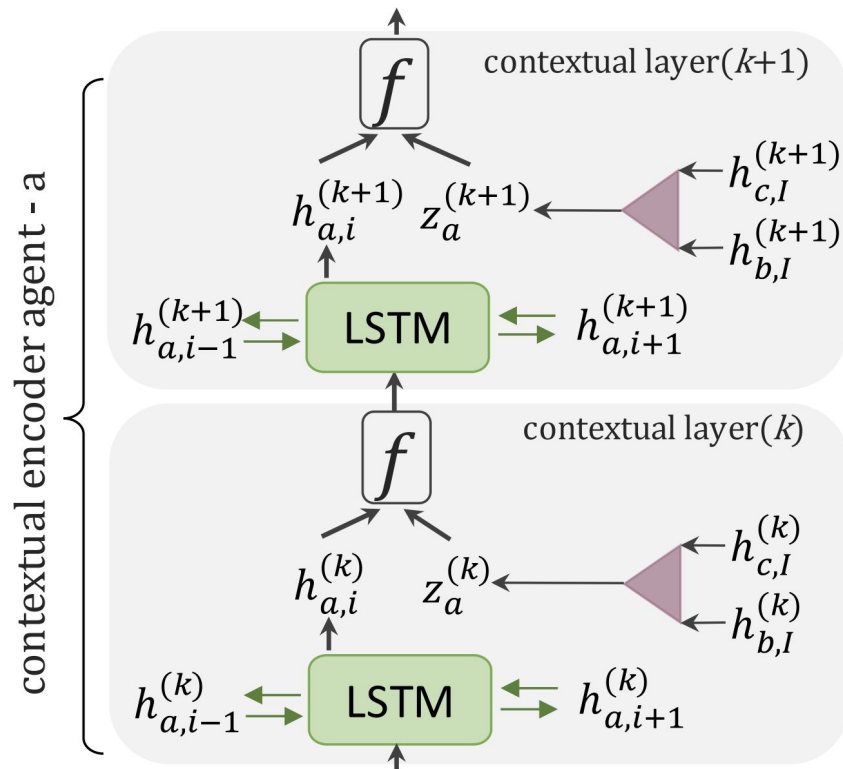 contextual encoder agent - a
contextual layer(k+1)
f
h_{a,i}^{(k+1)} z_a^{(k+1)} h_{c,I}^{(k+1)}
h_{b,I}^{(k+1)}
h_{a,i-1}^{(k+1)} LSTM h_{a,i+1}^{(k+1)}
contextual layer(k)
f
h_{a,i}^{(k)} z_a^{(k)} h_{c,I}^{(k)}
h_{b,I}^{(k)}
h_{a,i-1}^{(k)} LSTM h_{a,i+1}^{(k)}